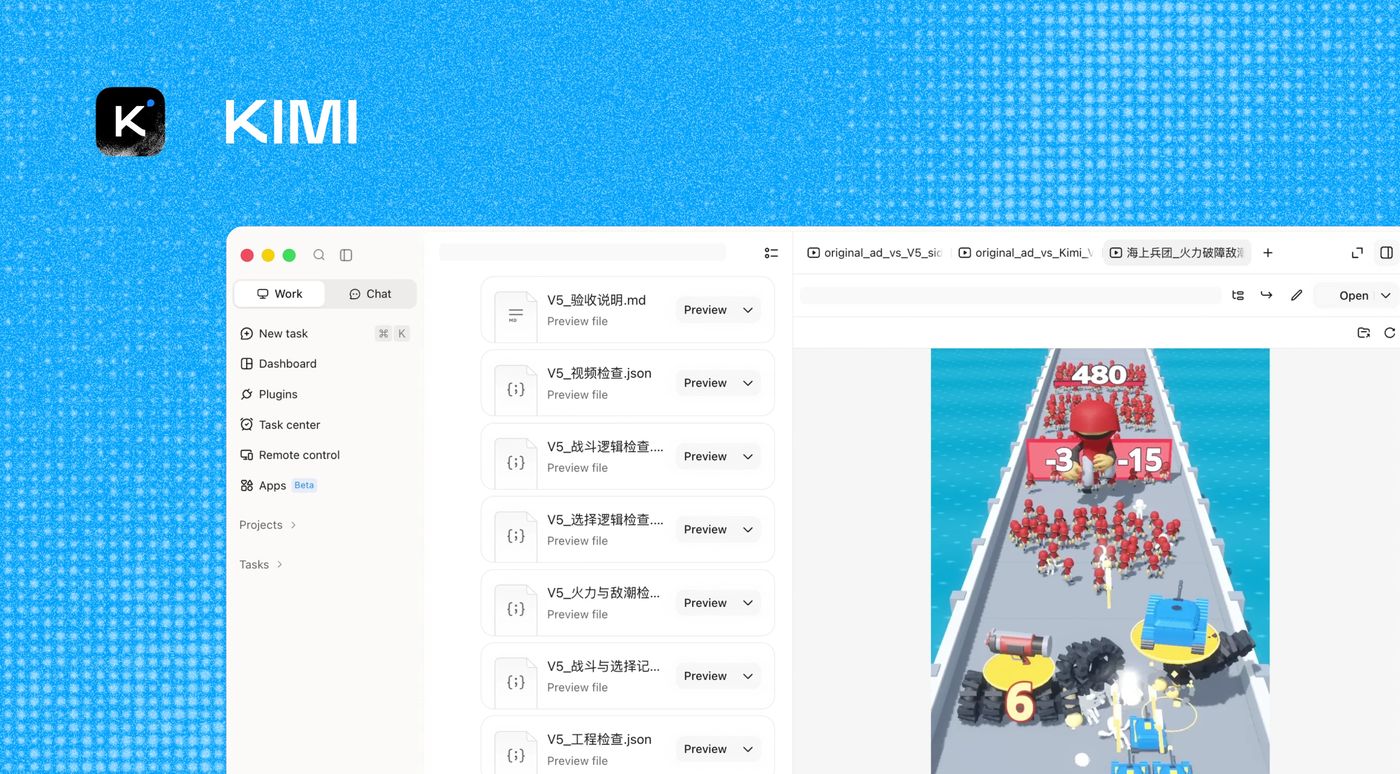 K
KIMI
Work
Chat
New task
⌘ K
Dashboard
Plugins
Task center
Remote control
Apps Beta
Projects
Tasks
V5_验收说明.md
Preview file
MD
Preview
V5_视频检查.json
Preview file
{;}
Preview
V5_战斗逻辑检查....
Preview file
{;}
Preview
V5_选择逻辑检查....
Preview file
{;}
Preview
V5_火力与敌潮检...
Preview file
{;}
Preview
V5_战斗与选择记...
Preview file
{;}
Preview
V5_工程检查.json
Preview file
{;}
Preview
original_ad_vs_V5_sid
original_ad_vs_Kimi_V
海上兵团_火力破障敌潮
Open
480
-3
-15
6